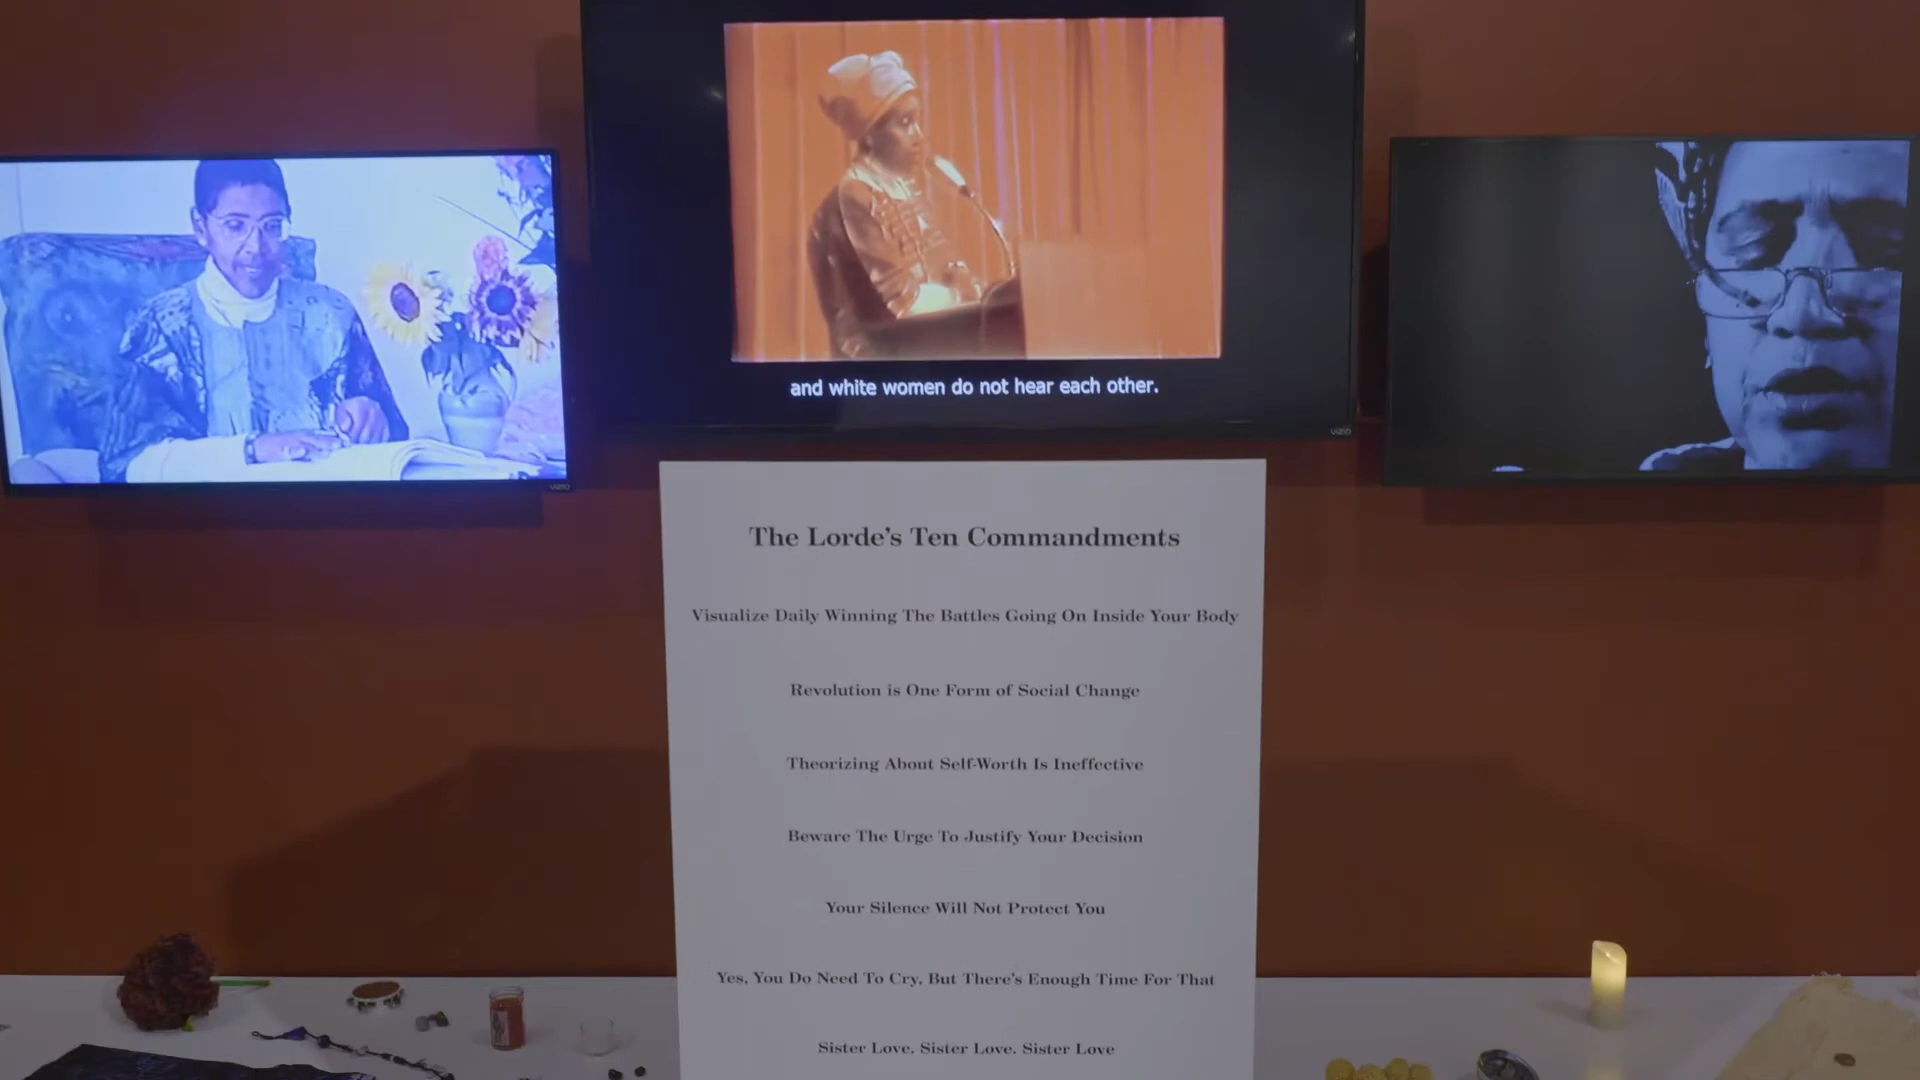 and white women do not hear each other.
VIZIO
VIZIO
The Lorde's Ten Commandments
Visualize Daily Winning The Battles Going On Inside Your Body
Revolution is One Form of Social Change
Theorizing About Self-Worth Is Ineffective
Beware The Urge To Justify Your Decision
Your Silence Will Not Protect You
Yes, You Do Need To Cry, But There's Enough Time For That
Sister Love. Sister Love. Sister Love